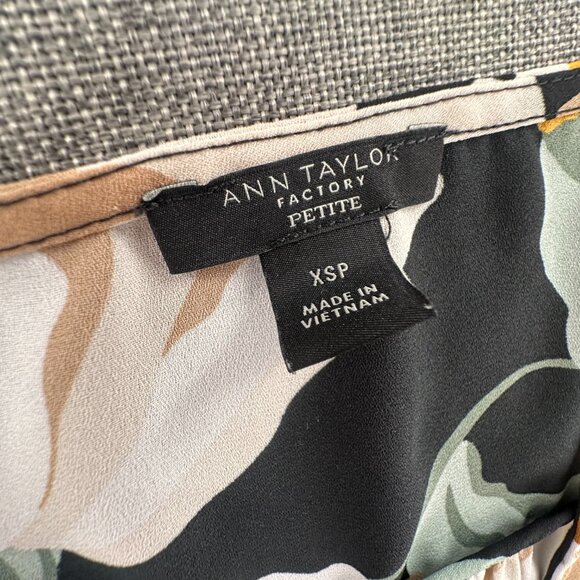 ANN TAYLOR
FACTORY
PETITE
XSP
MADE IN
VIETNAM